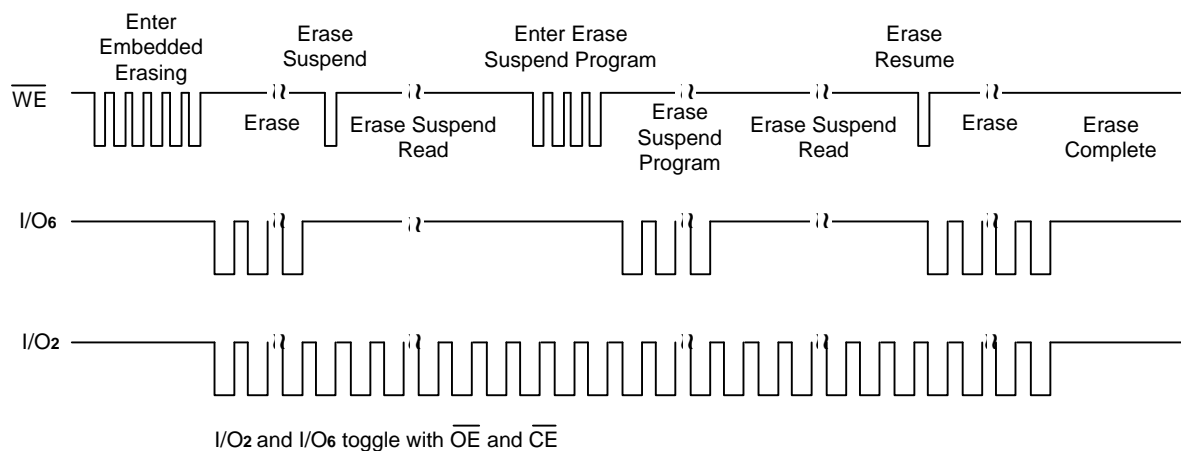 Enter
Embedded
Erasing
Erase
Suspend
Enter Erase
Suspend Program
Erase
Resume
WE
Erase
Erase Suspend
Read
Erase
Suspend
Program
Erase Suspend
Read
Erase
Erase
Complete
I/O6
I/O2
I/O2 and I/O6 toggle with OE and CE